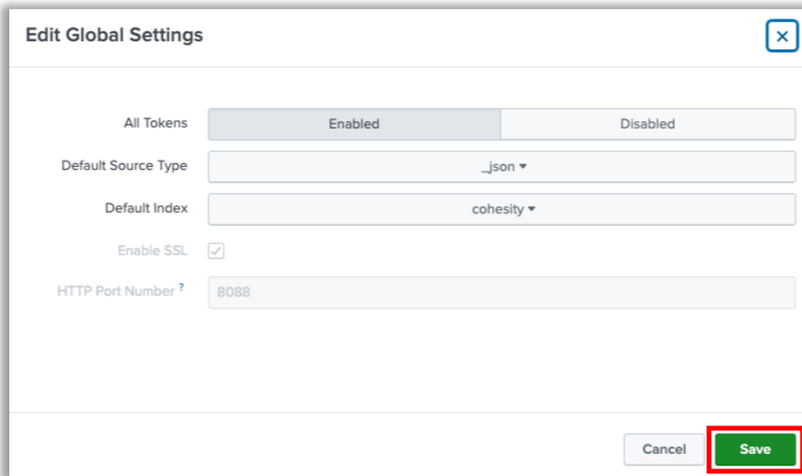 Edit Global Settings
All Tokens Enabled Disabled
Default Source Type _json
Default Index cohesity
Enable SSL
HTTP Port Number ? 8088
Cancel Save